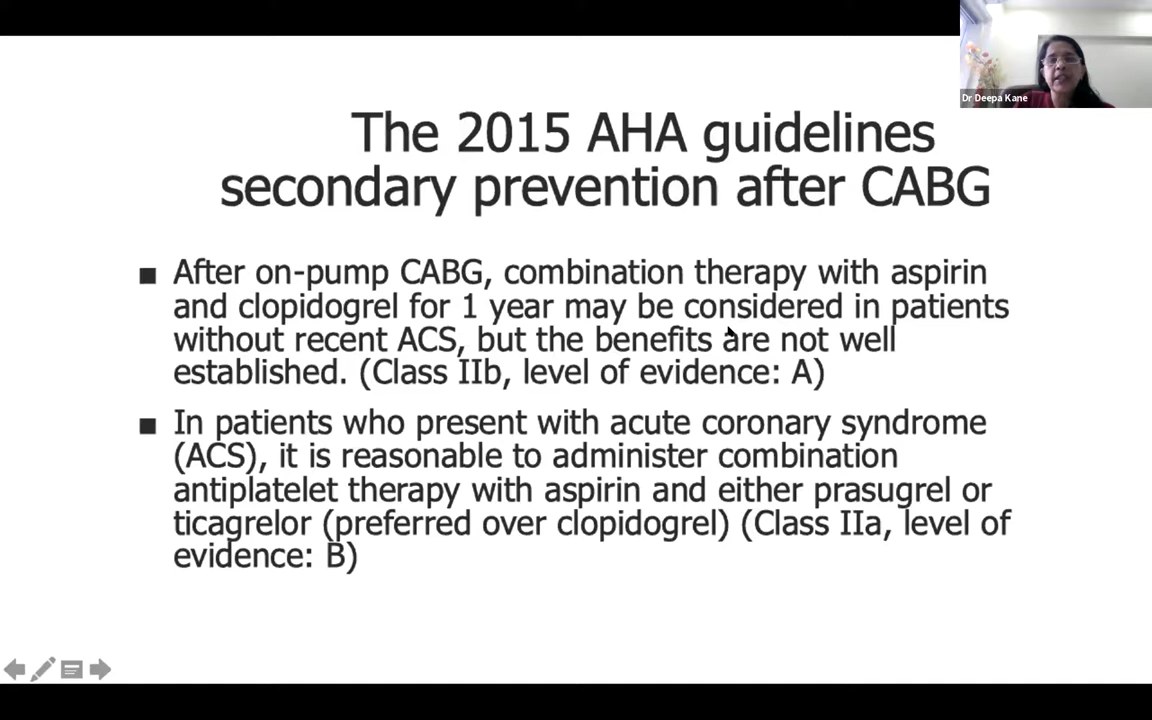 Dr Deepa Kane
The 2015 AHA guidelines
secondary prevention after CABG
■ After on-pump CABG, combination therapy with aspirin
and clopidogrel for 1 year may be considered in patients
without recent ACS, but the benefits are not well
established. (Class IIb, level of evidence: A)
■ In patients who present with acute coronary syndrome
(ACS), it is reasonable to administer combination
antiplatelet therapy with aspirin and either prasugrel or
ticagrelor (preferred over clopidogrel) (Class IIa, level of
evidence: B)